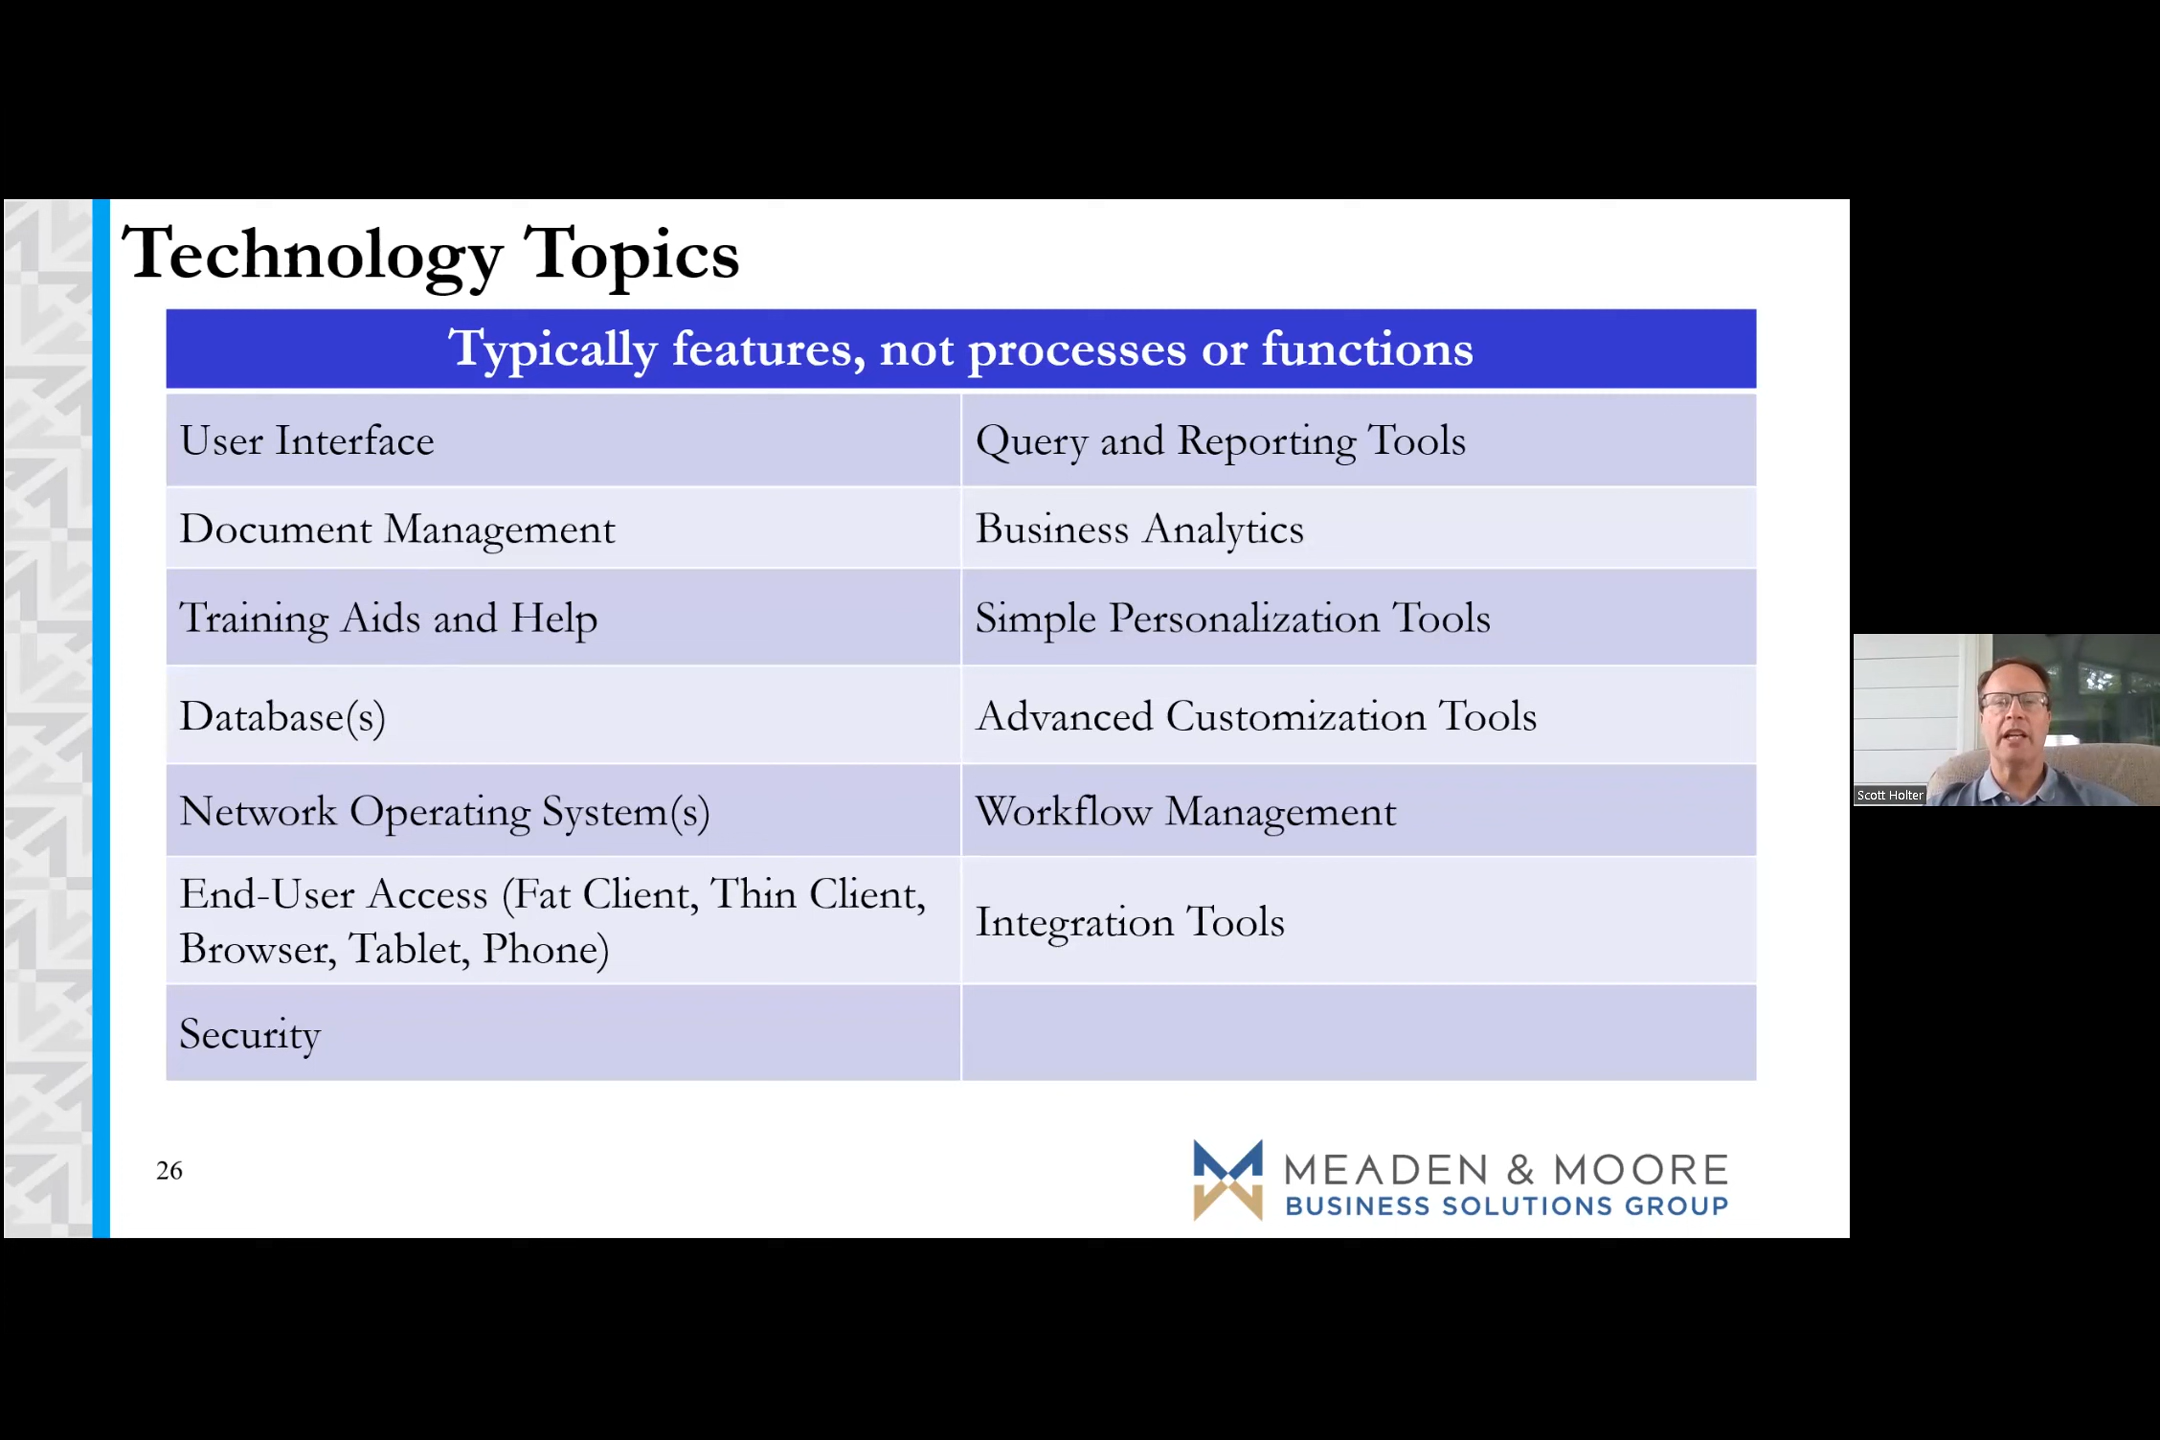 Technology Topics
Typically features, not processes or functions
User Interface
Query and Reporting Tools
Document Management
Business Analytics
Training Aids and Help
Simple Personalization Tools
Database(s)
Advanced Customization Tools
Network Operating System(s)
Workflow Management
End-User Access (Fat Client, Thin Client,
Browser, Tablet, Phone)
Integration Tools
Security
26
MEADEN & MOORE
BUSINESS SOLUTIONS GROUP
Scott Holter